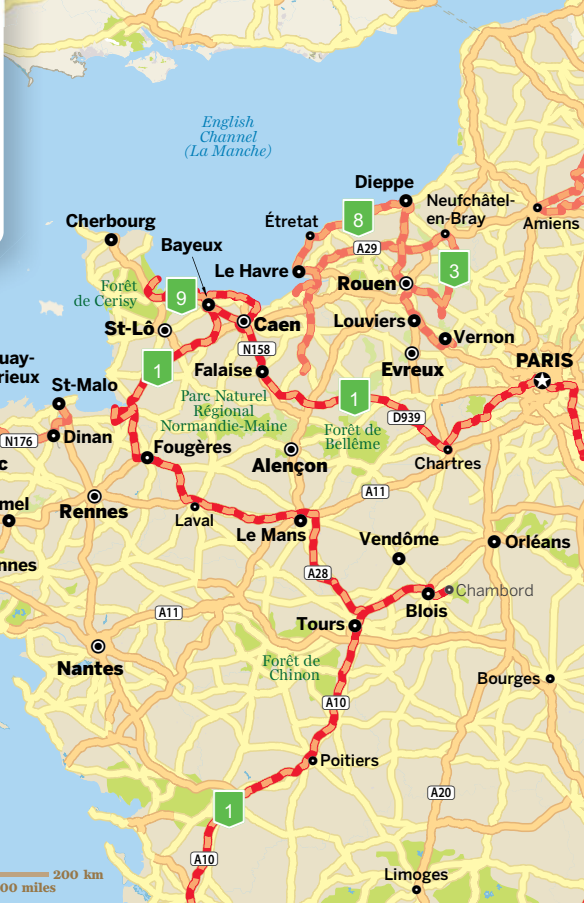 English
Channel
(La Manche)
Dieppe
Neufchâtel-
en-Bray
Amiens
Cherbourg
Étretat
8
Bayeux
A29
Le Havre
3
Forêt
de Cerisy
9
Rouen
St-Lô
Caen
Louviers
Vernon
N158
Evreux
1
Falaise
PARIS
uay-
rieux
St-Malo
Parc Naturel
Régional
Normandie-Maine
1
D939
N176
Dinan
Forêt de
Bellême
c
Fougères
Alençon
Chartres
A11
mel
Rennes
Laval
Le Mans
Vendôme
Orléans
nnes
A28
Chambord
A11
Blois
Tours
Nantes
Forêt de
Chinon
Bourges
A10
Poitiers
A20
1
A10
200 km
00 miles
Limoges